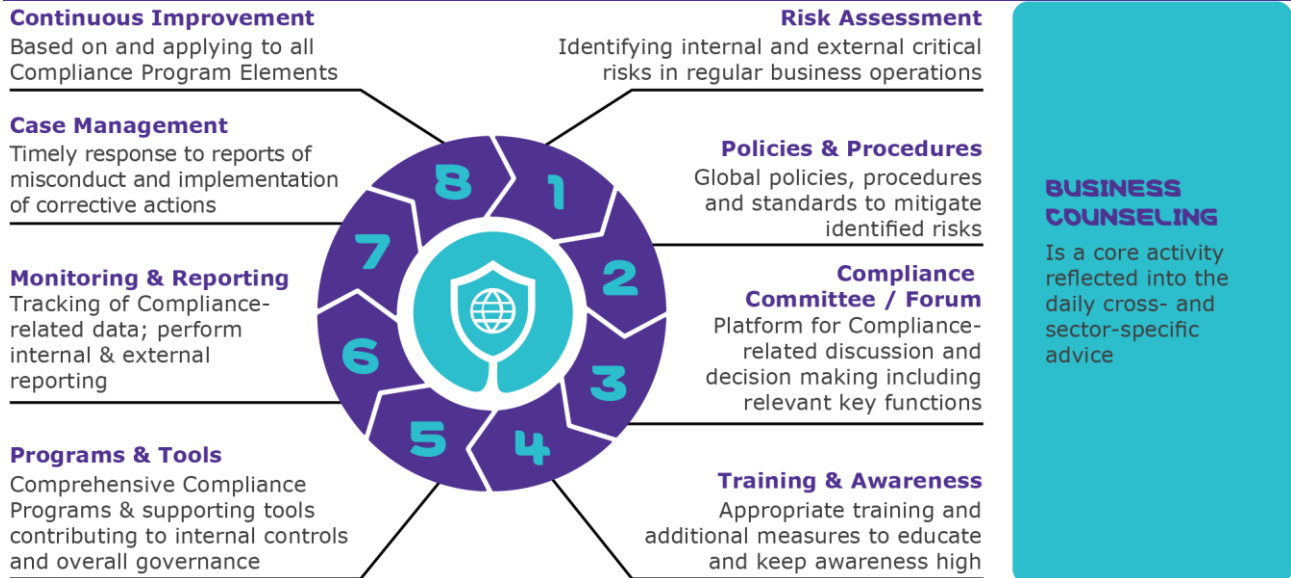 Continuous Improvement
Based on and applying to all
Compliance Program Elements
Case Management
Timely response to reports of
misconduct and implementation
of corrective actions
Monitoring & Reporting
Tracking of Compliance-
related data; perform
internal & external
reporting
Programs & Tools
Comprehensive Compliance
Programs & supporting tools
contributing to internal controls
and overall governance
8
1
7
2
6
3
5
4
Risk Assessment
Identifying internal and external critical
risks in regular business operations
Policies & Procedures
Global policies, procedures
and standards to mitigate
identified risks
Compliance
Committee / Forum
Platform for Compliance-
related discussion and
decision making including
relevant key functions
Training & Awareness
Appropriate training and
additional measures to educate
and keep awareness high
BUSINESS
COUNSELING
Is a core activity
reflected into the
daily cross- and
sector-specific
advice